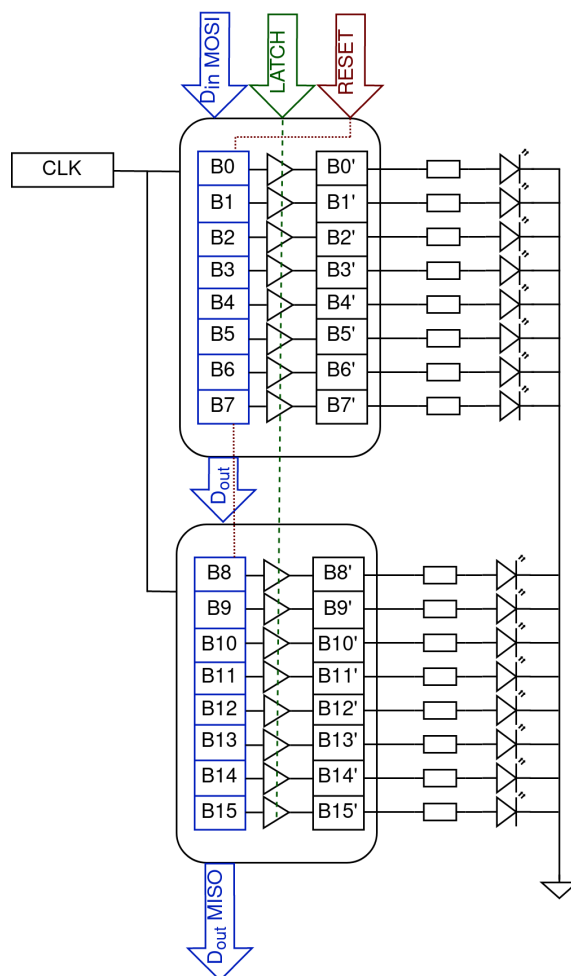 Din MOSI
LATCH
RESET
CLK
B0 B0'
B1 B1'
B2 B2'
B3 B3'
B4 B4'
B5 B5'
B6 B6'
B7 B7'
Dout
B8 B8'
B9 B9'
B10 B10'
B11 B11'
B12 B12'
B13 B13'
B14 B14'
B15 B15'
Dout MISO